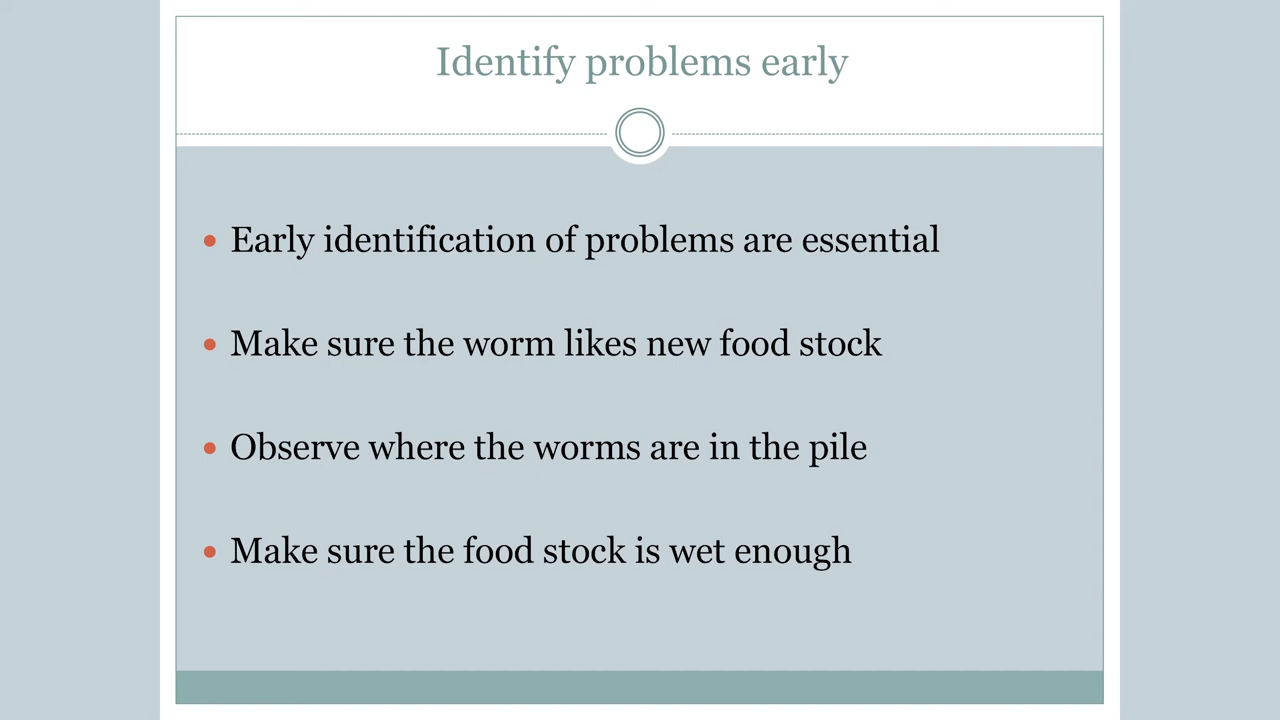 Identify problems early
• Early identification of problems are essential
• Make sure the worm likes new food stock
• Observe where the worms are in the pile
• Make sure the food stock is wet enough